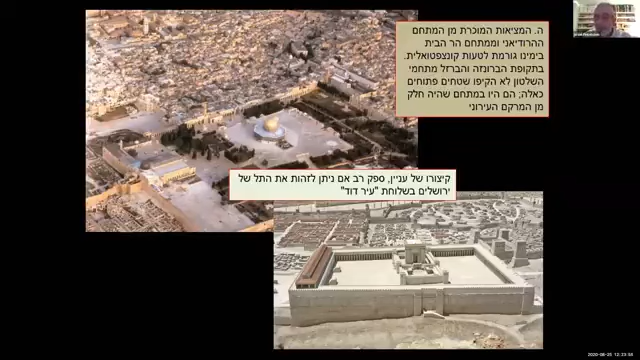 ה. המציאות המוכרת מן המתחם
ההרודיאני וממתחם הר הבית
בימינו גורמת לטעות קונצפטואלית.
בתקופת הברונזה והברזל מתחמי
השלטון לא הקיפו שטחים פתוחים
כאלה; הם היו במתחם שהיה חלק
מן המרקם העירוני
קיצורו של עניין, ספק רב אם ניתן לזהות את התל של
ירושלים בשלוחת "עיר דוד"